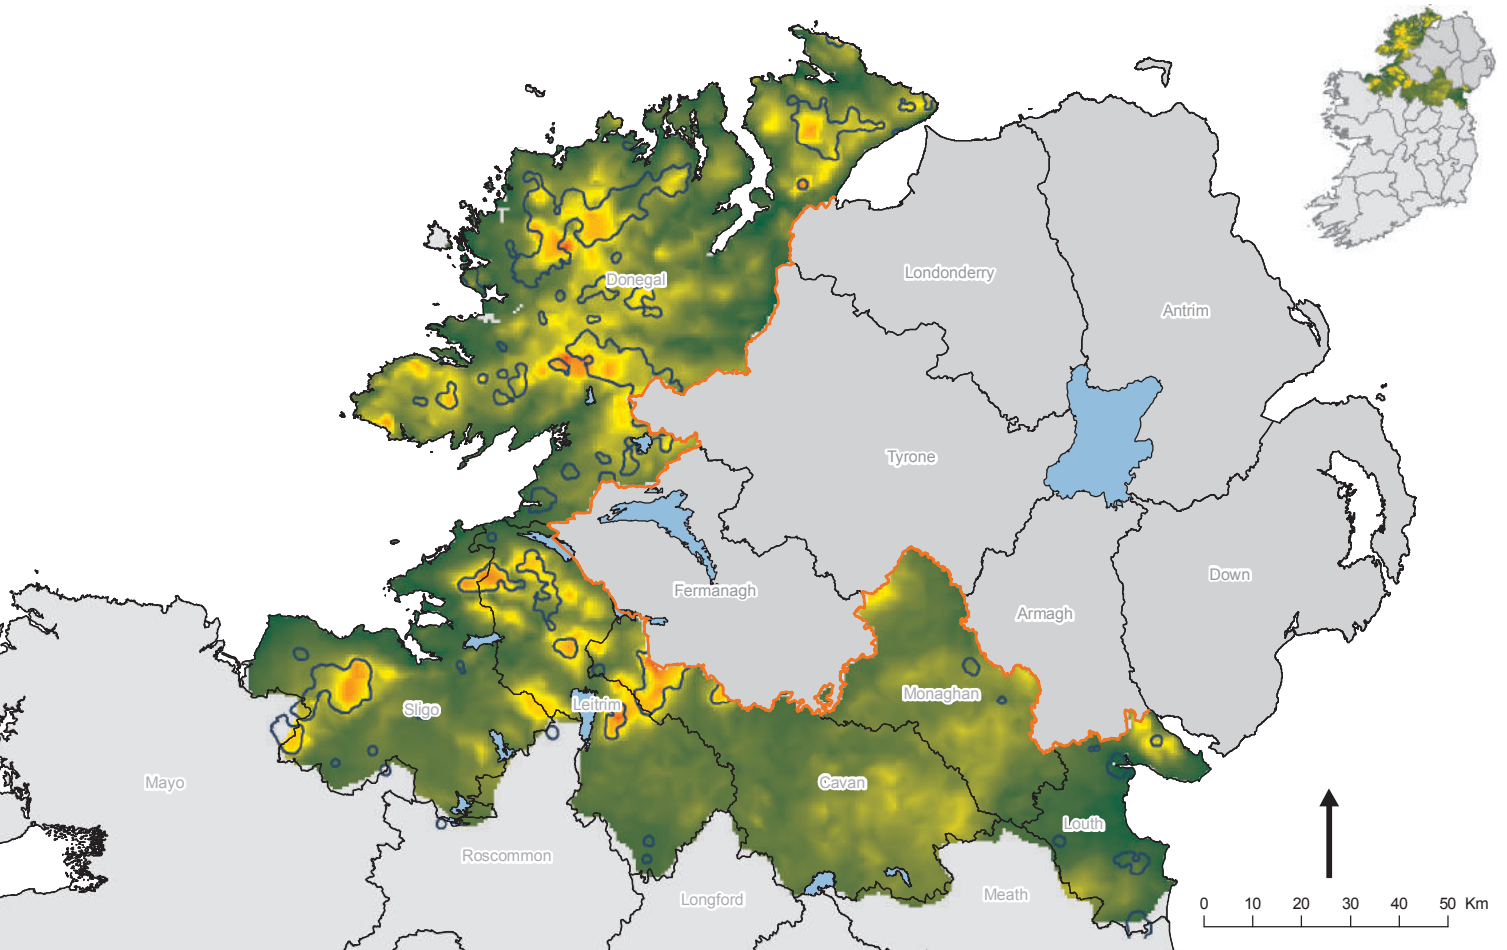 T
Donegal
Londonderry
Antrim
Tyrone
Fermanagh
Down
Armagh
Monaghan
Leitrim
Sligo
Mayo
Cavan
Louth
Roscommon
Longford
Meath
0 10 20 30 40 50 Km